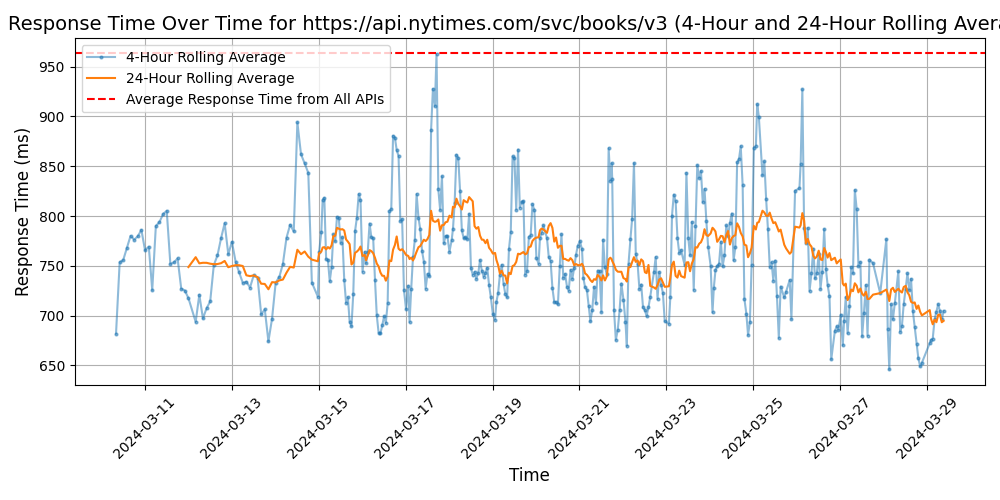 Response Time Over Time for https://api.nytimes.com/svc/books/v3 (4-Hour and 24-Hour Rolling Avera
4-Hour Rolling Average
24-Hour Rolling Average
Average Response Time from All APIs
Response Time (ms)
950
900
850
800
750
700
650
2024-03-11
2024-03-13
2024-03-15
2024-03-17
2024-03-19
2024-03-21
2024-03-23
2024-03-25
2024-03-27
2024-03-29
Time